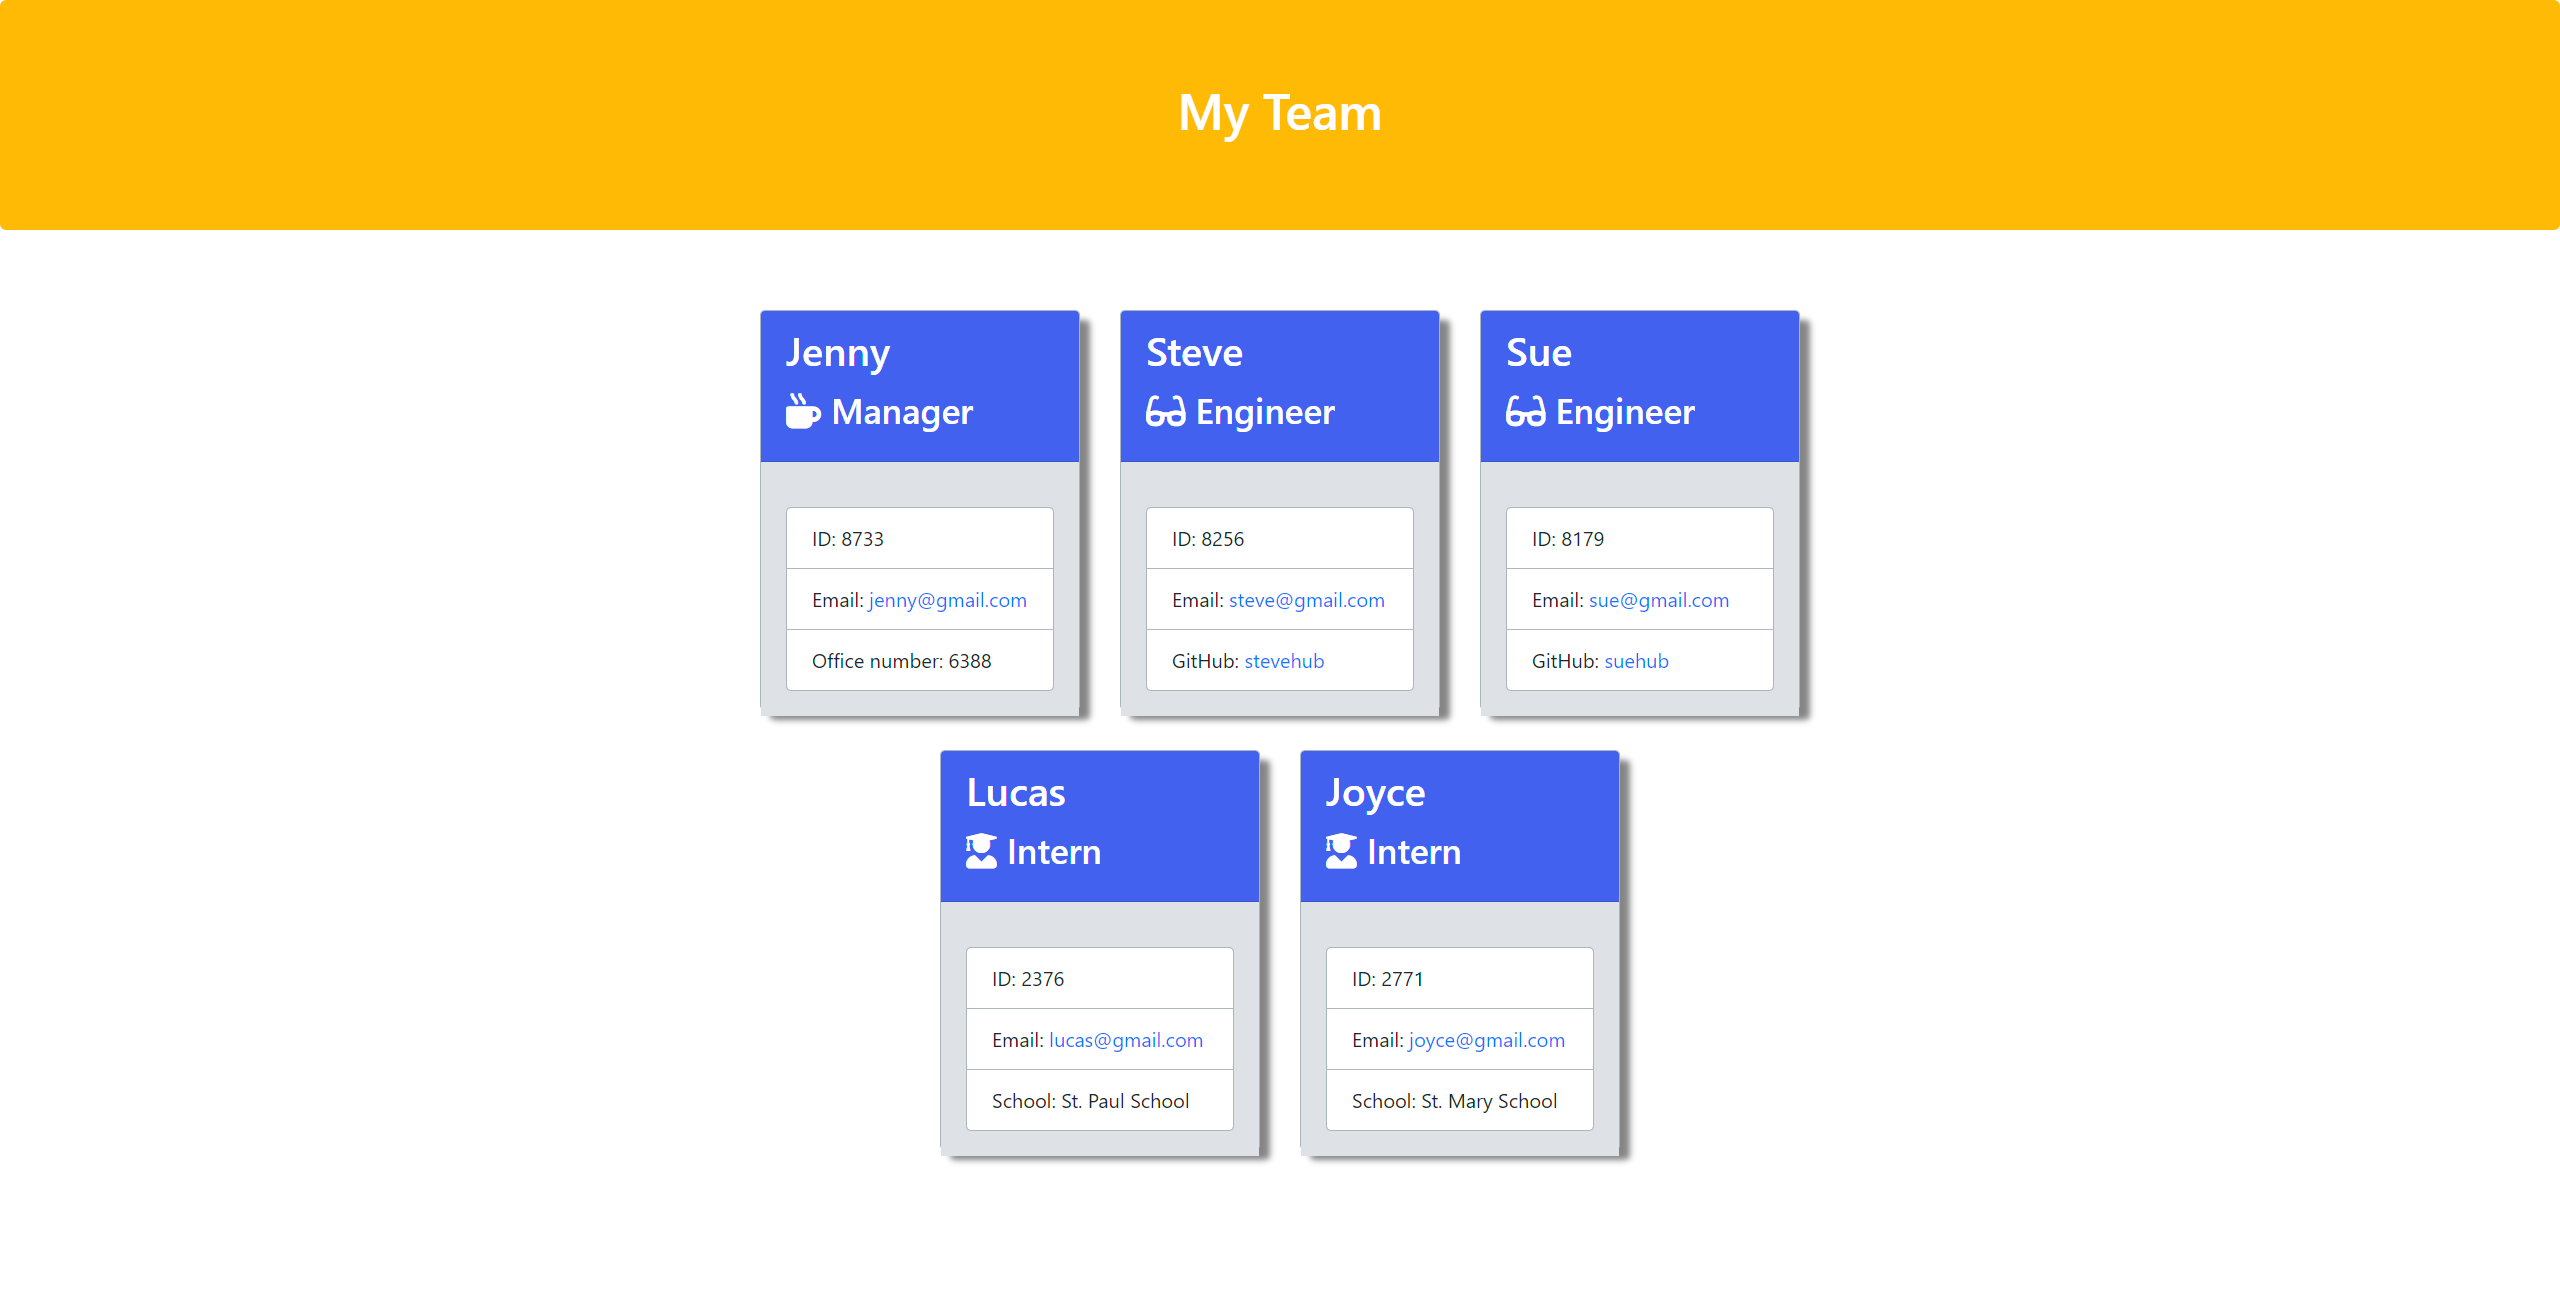 My Team
Jenny
Manager
ID: 8733
Email: jenny@gmail.com
Office number: 6388
Steve
Engineer
ID: 8256
Email: steve@gmail.com
GitHub: stevehub
Sue
Engineer
ID: 8179
Email: sue@gmail.com
GitHub: suehub
Lucas
Intern
ID: 2376
Email: lucas@gmail.com
School: St. Paul School
Joyce
Intern
ID: 2771
Email: joyce@gmail.com
School: St. Mary School